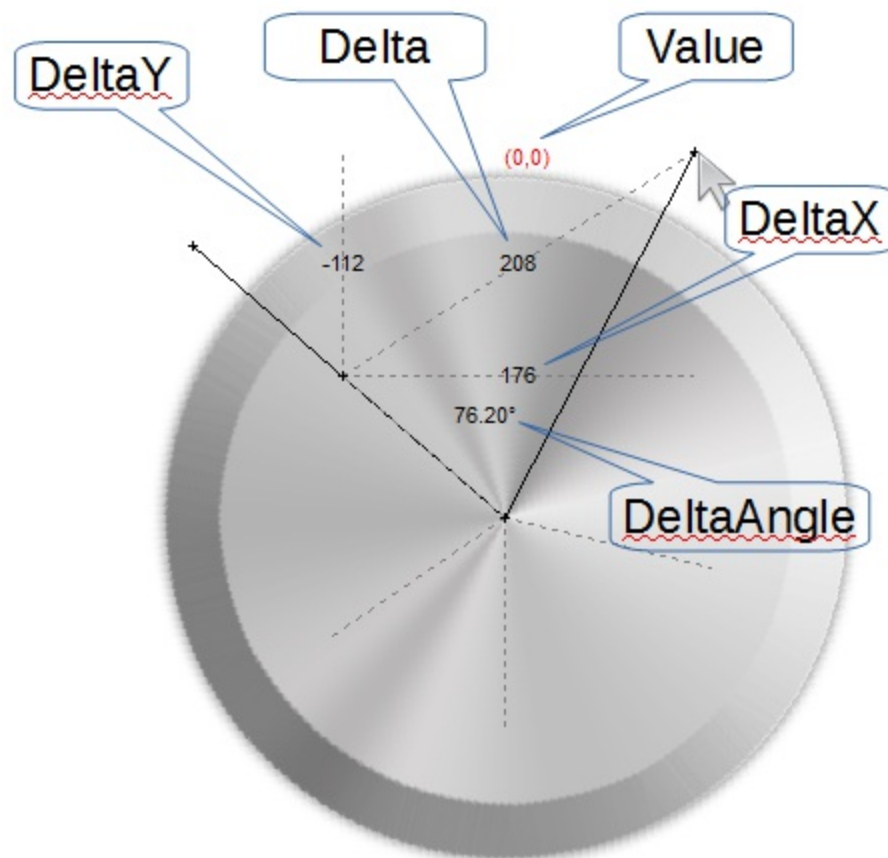 Delta
Value
DeltaY
(0,0)
DeltaX
-112
208
176
76.20°
DeltaAngle